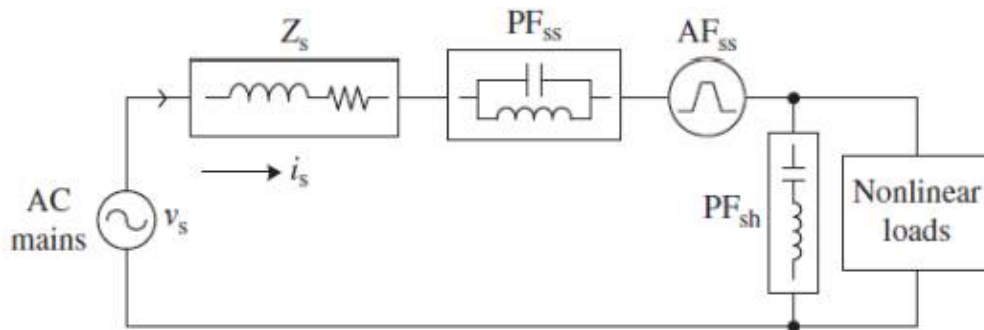 Z_s
PF_ss
AF_ss
i_s
AC
mains
v_s
PF_sh
Nonlinear
loads